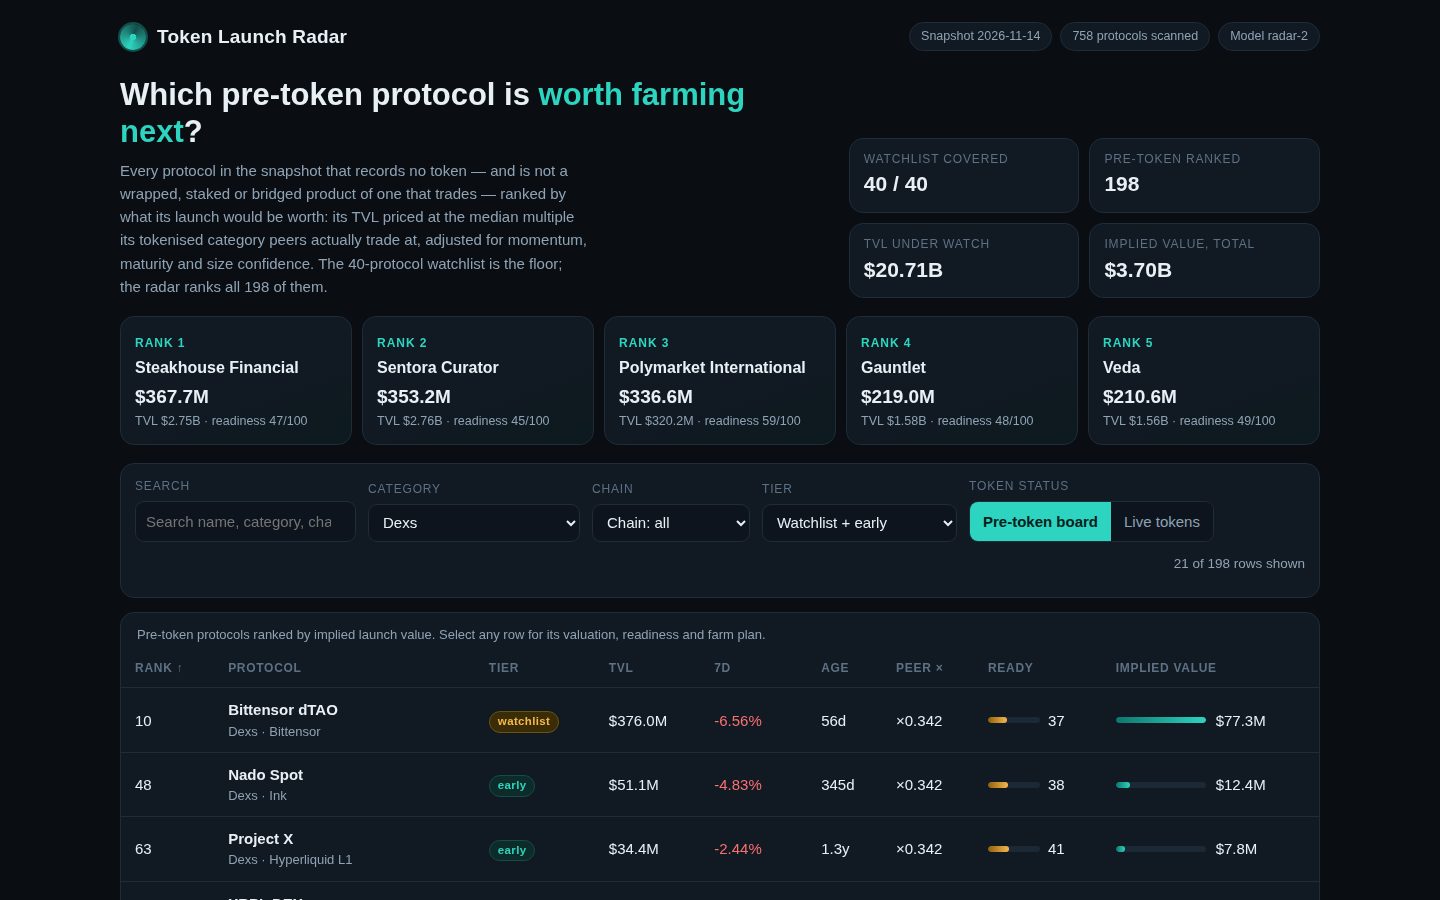 Token Launch Radar
Snapshot 2026-11-14
758 protocols scanned
Model radar-2
Which pre-token protocol is worth farming
next?
Every protocol in the snapshot that records no token — and is not a
wrapped, staked or bridged product of one that trades — ranked by
what its launch would be worth: its TVL priced at the median multiple
its tokenised category peers actually trade at, adjusted for momentum,
maturity and size confidence. The 40-protocol watchlist is the floor;
the radar ranks all 198 of them.
WATCHLIST COVERED
40 / 40
PRE-TOKEN RANKED
198
TVL UNDER WATCH
$20.71B
IMPLIED VALUE, TOTAL
$3.70B
RANK 1
Steakhouse Financial
$367.7M
TVL $2.75B · readiness 47/100
RANK 2
Sentora Curator
$353.2M
TVL $2.76B · readiness 45/100
RANK 3
Polymarket International
$336.6M
TVL $320.2M · readiness 59/100
RANK 4
Gauntlet
$219.0M
TVL $1.58B · readiness 48/100
RANK 5
Veda
$210.6M
TVL $1.56B · readiness 49/100
SEARCH
Search name, category, cha
CATEGORY
Dexs
CHAIN
Chain: all
TIER
Watchlist + early
TOKEN STATUS
Pre-token board
Live tokens
21 of 198 rows shown
Pre-token protocols ranked by implied launch value. Select any row for its valuation, readiness and farm plan.
RANK ↑ PROTOCOL TIER TVL 7D AGE PEER × READY IMPLIED VALUE
10 Bittensor dTAO watchlist $376.0M -6.56% 56d ×0.342 37 $77.3M
Dexs · Bittensor
48 Nado Spot early $51.1M -4.83% 345d ×0.342 38 $12.4M
Dexs · Ink
63 Project X early $34.4M -2.44% 1.3y ×0.342 41 $7.8M
Dexs · Hyperliquid L1